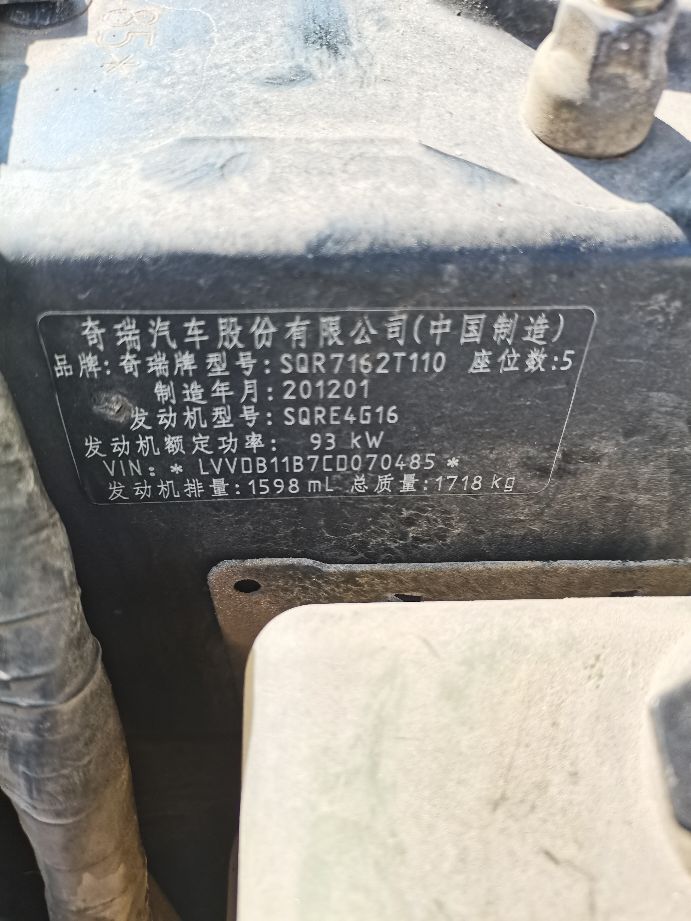 58*
奇瑞汽车股份有限公司(中国制造)
品牌:奇瑞牌 型号:SQR7162T110 座位数:5
制造年月:201201
发动机型号:SQRE4G16
发动机额定功率: 93 kW
VIN: * LVVDB11B7CD070485 *
发动机排量:1598 mL 总质量:1718 kg